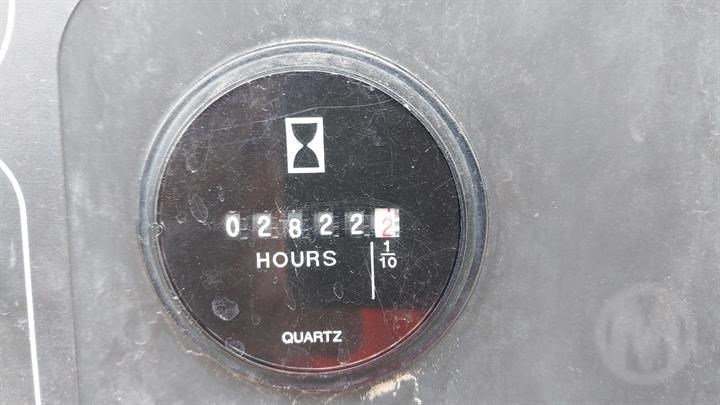 028222
HOURS
1/10
QUARTZ
M